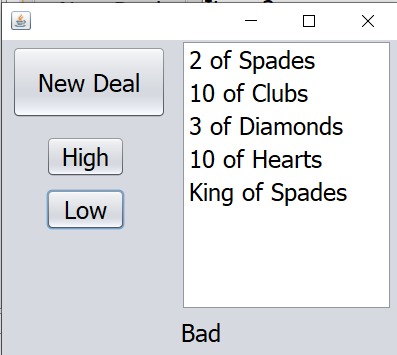 New Deal
High
Low
2 of Spades
10 of Clubs
3 of Diamonds
10 of Hearts
King of Spades
Bad